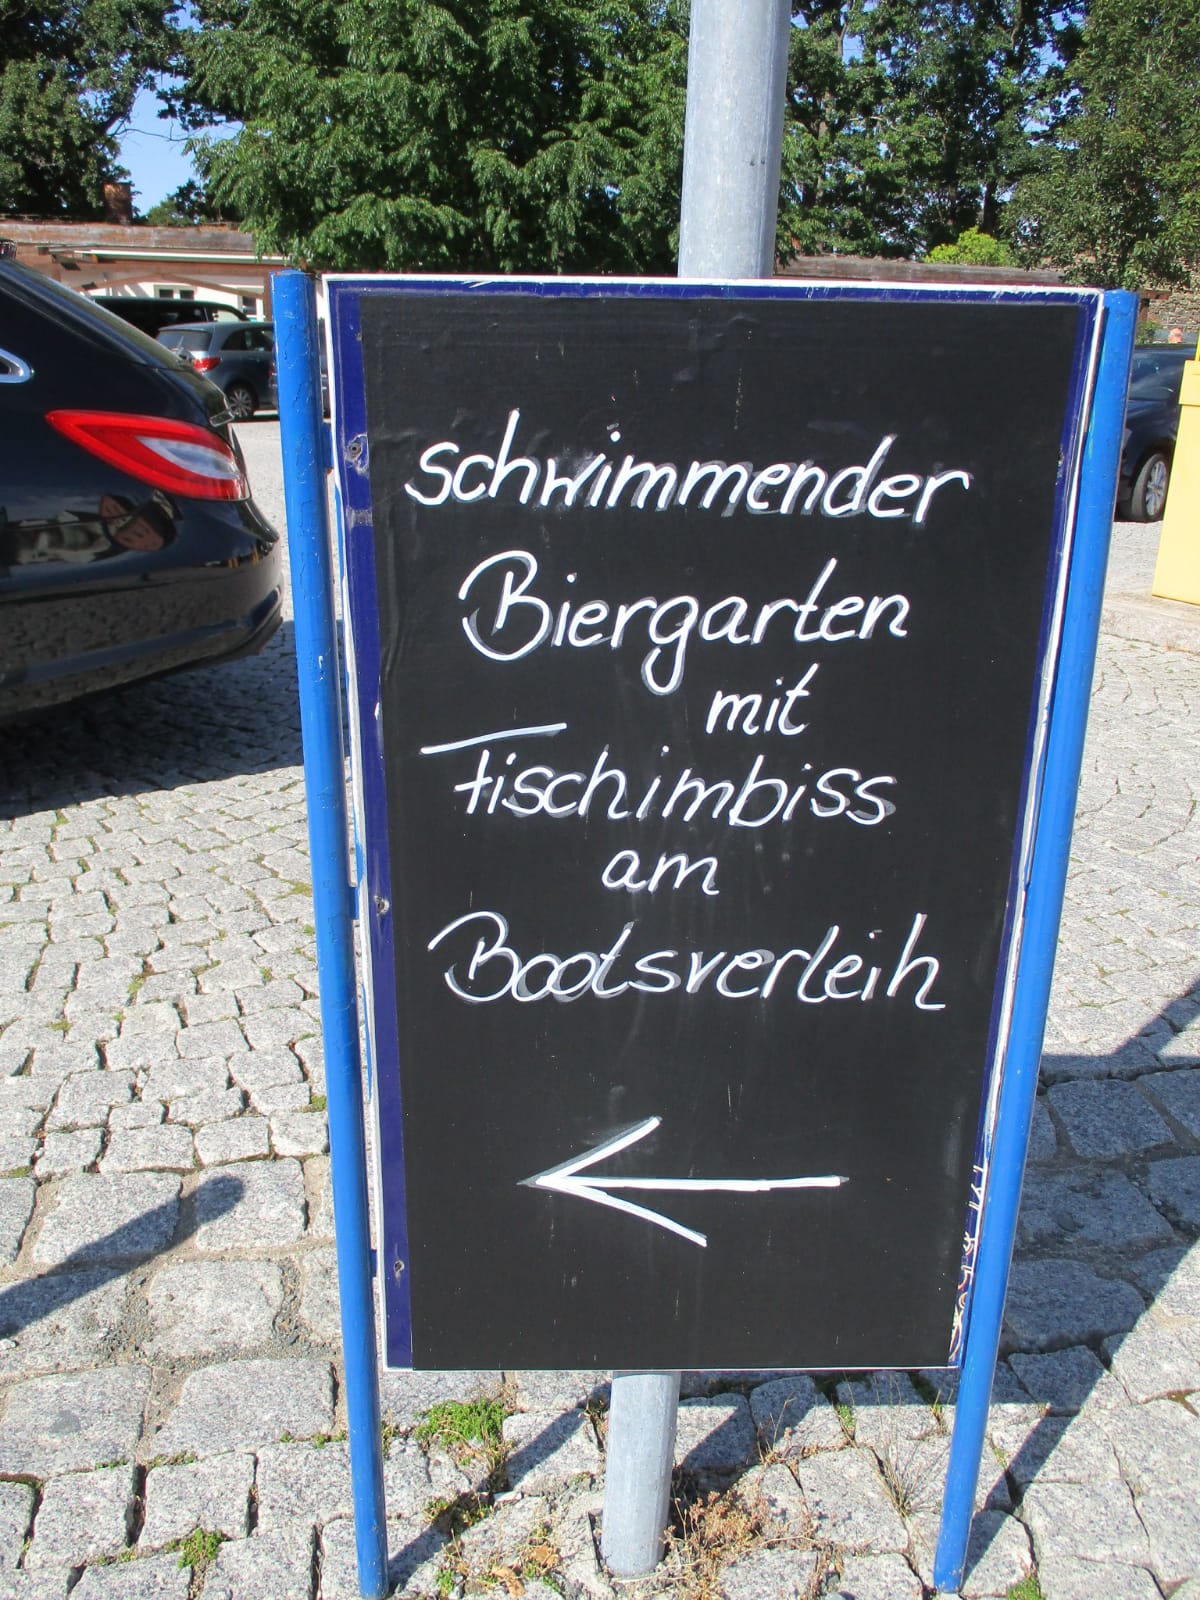 schwimmender
Biergarten
mit
Fischimbiss
am
Bootsverleih